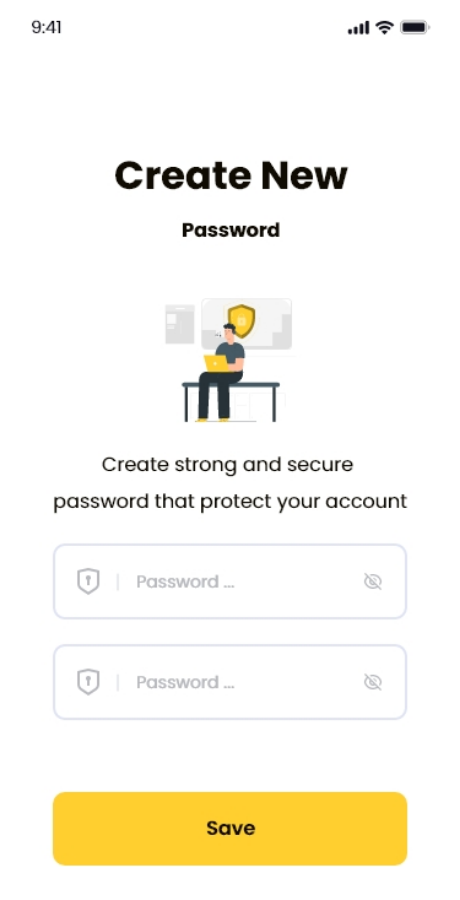 9:41
Create New
Password
Create strong and secure
password that protect your account
Password ...
Password ...
Save